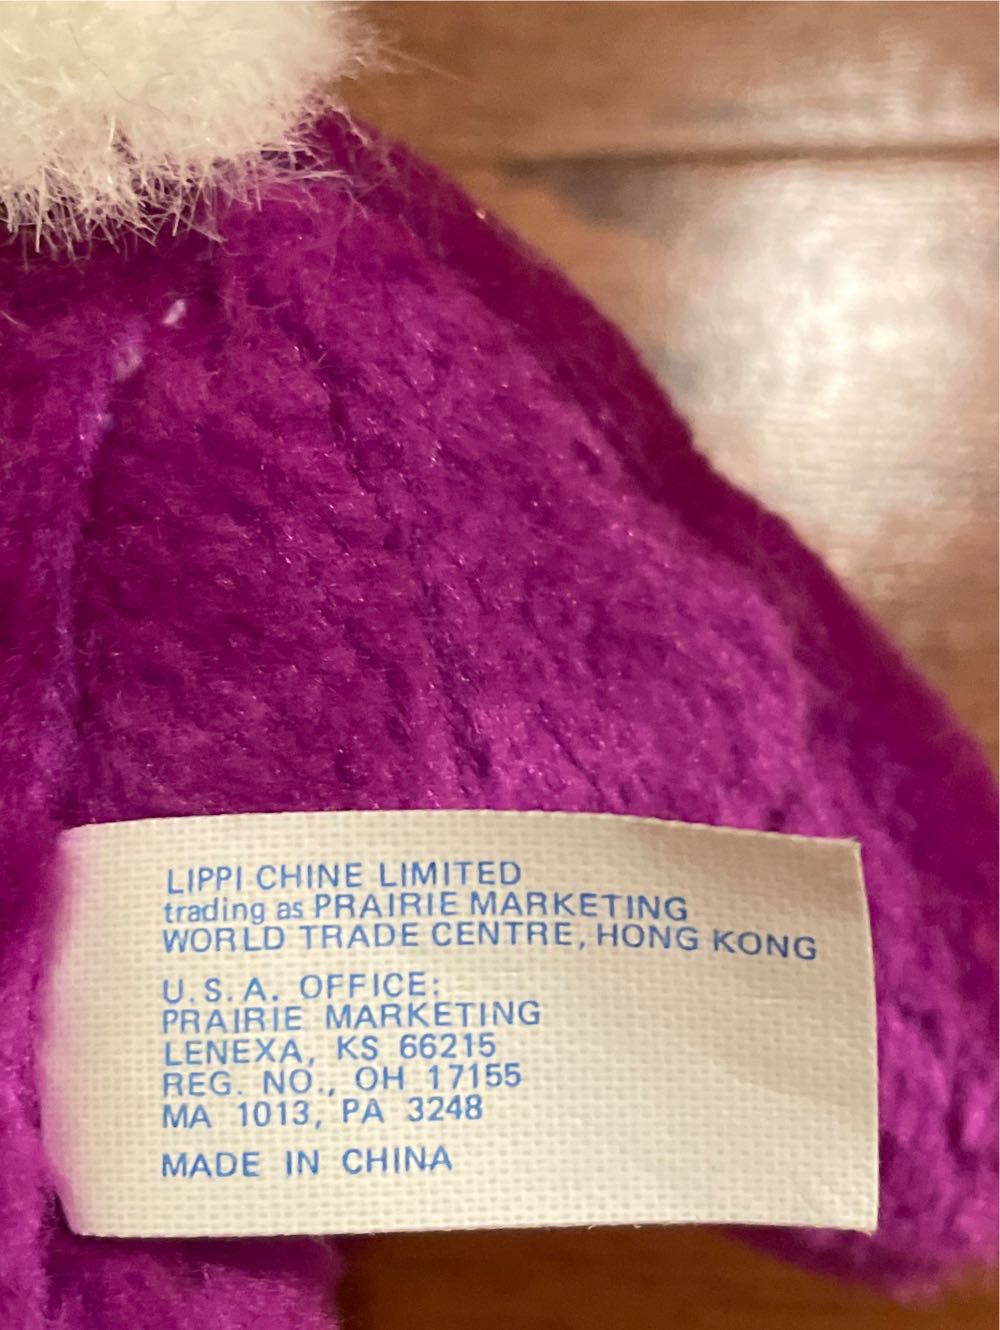 LIPPI CHINE LIMITED
trading as PRAIRIE MARKETING
WORLD TRADE CENTRE, HONG KONG
U.S.A. OFFICE:
PRAIRIE MARKETING
LENEXA, KS 66215
REG. NO., OH 17155
MA 1013, PA 3248
MADE IN CHINA